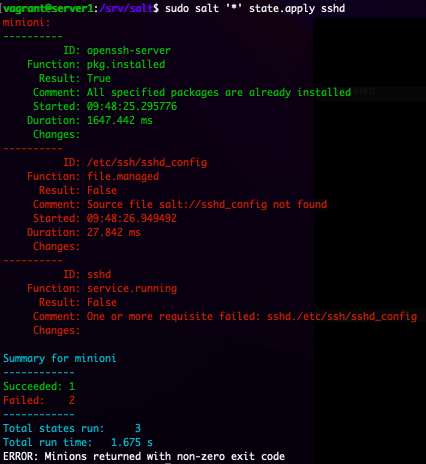 [vagrant@server1:/srv/salt$ sudo salt '*' state.apply sshd
minioni:
----------
ID: openssh-server
Function: pkg.installed
Result: True
Comment: All specified packages are already installed
Started: 09:48:25.295776
Duration: 1647.442 ms
Changes:
----------
ID: /etc/ssh/sshd_config
Function: file.managed
Result: False
Comment: Source file salt://sshd_config not found
Started: 09:48:26.949492
Duration: 27.842 ms
Changes:
----------
ID: sshd
Function: service.running
Result: False
Comment: One or more requisite failed: sshd./etc/ssh/sshd_config
Changes:
Summary for minioni
------------
Succeeded: 1
Failed: 2
------------
Total states run: 3
Total run time: 1.675 s
ERROR: Minions returned with non-zero exit code